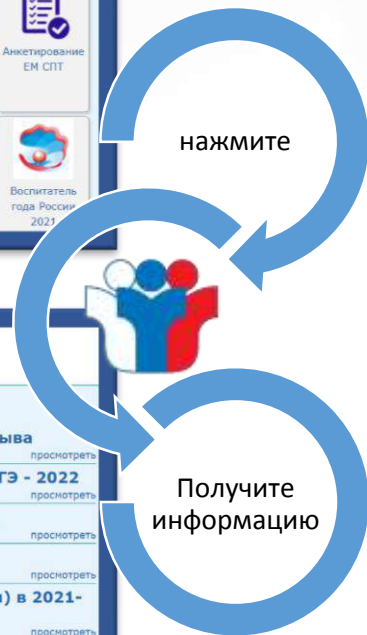 Анкетирование
ЕМ СПТ
нажмите
Воспитатель
года России
2021
ыва
просмотреть
ГЭ - 2022
просмотреть
просмотреть
просмотреть
) в 2021-
просмотреть
Получите
информацию